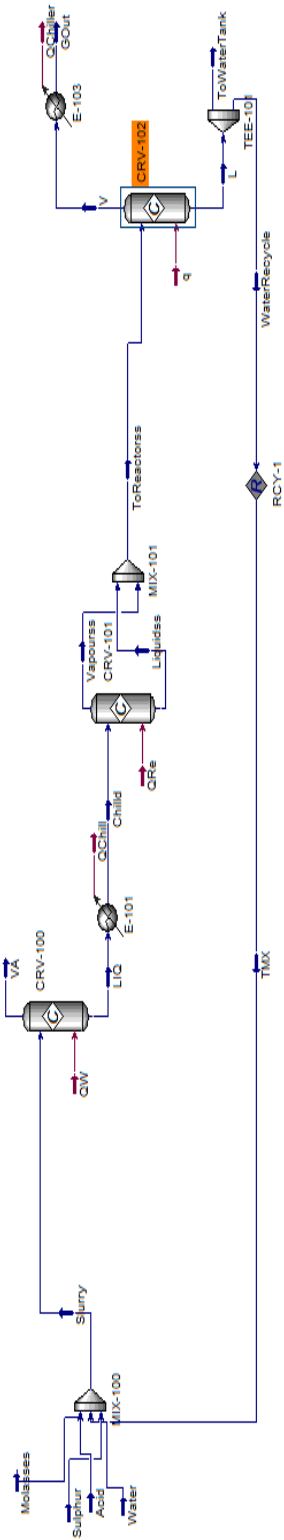 Molasses
Sulphur
Acid
Water
MIX-100
Slurry
VA
CRV-100
QW
LIQ
E-101
QChill
Chilld
QRe
Vapourss
CRV-101
Liquidss
MIX-101
ToReactorss
CRV-102
q
V
L
E-103
QChiller
GOut
ToWaterTank
TEE-101
WaterRecycle
R
RCY-1
TMX
C
C
C